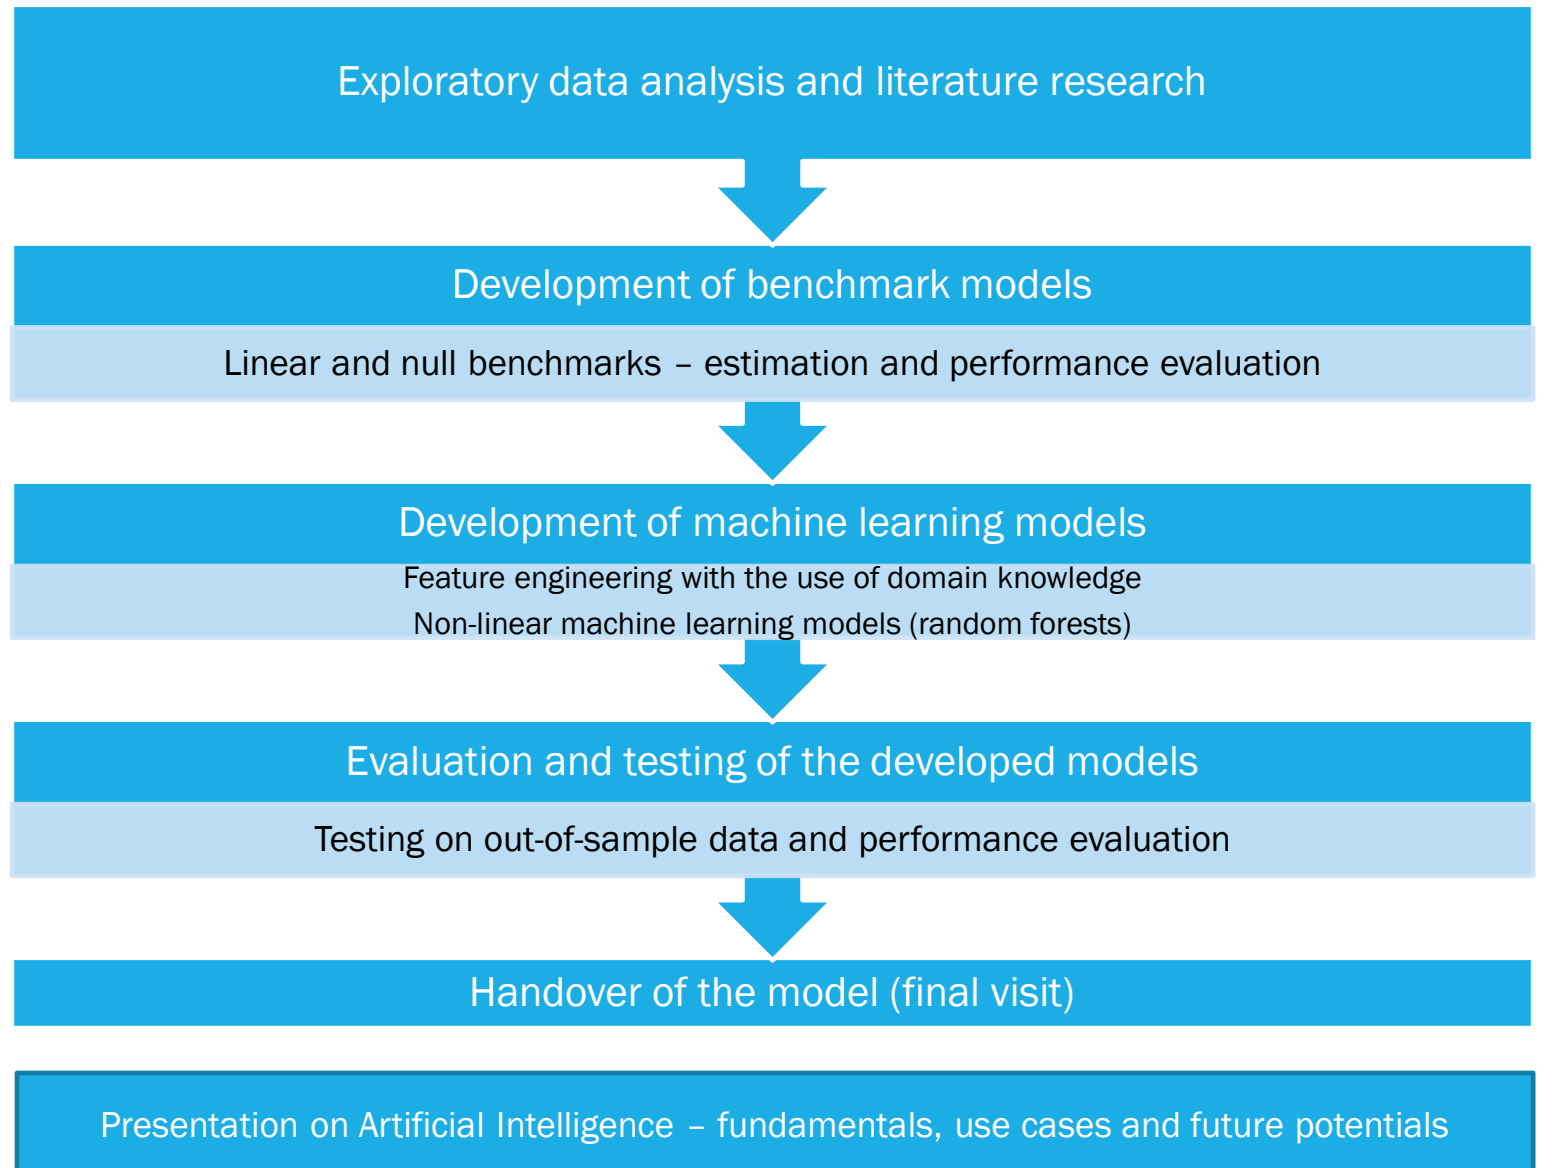 Exploratory data analysis and literature research
Development of benchmark models
Linear and null benchmarks – estimation and performance evaluation
Development of machine learning models
Feature engineering with the use of domain knowledge
Non-linear machine learning models (random forests)
Evaluation and testing of the developed models
Testing on out-of-sample data and performance evaluation
Handover of the model (final visit)
Presentation on Artificial Intelligence – fundamentals, use cases and future potentials